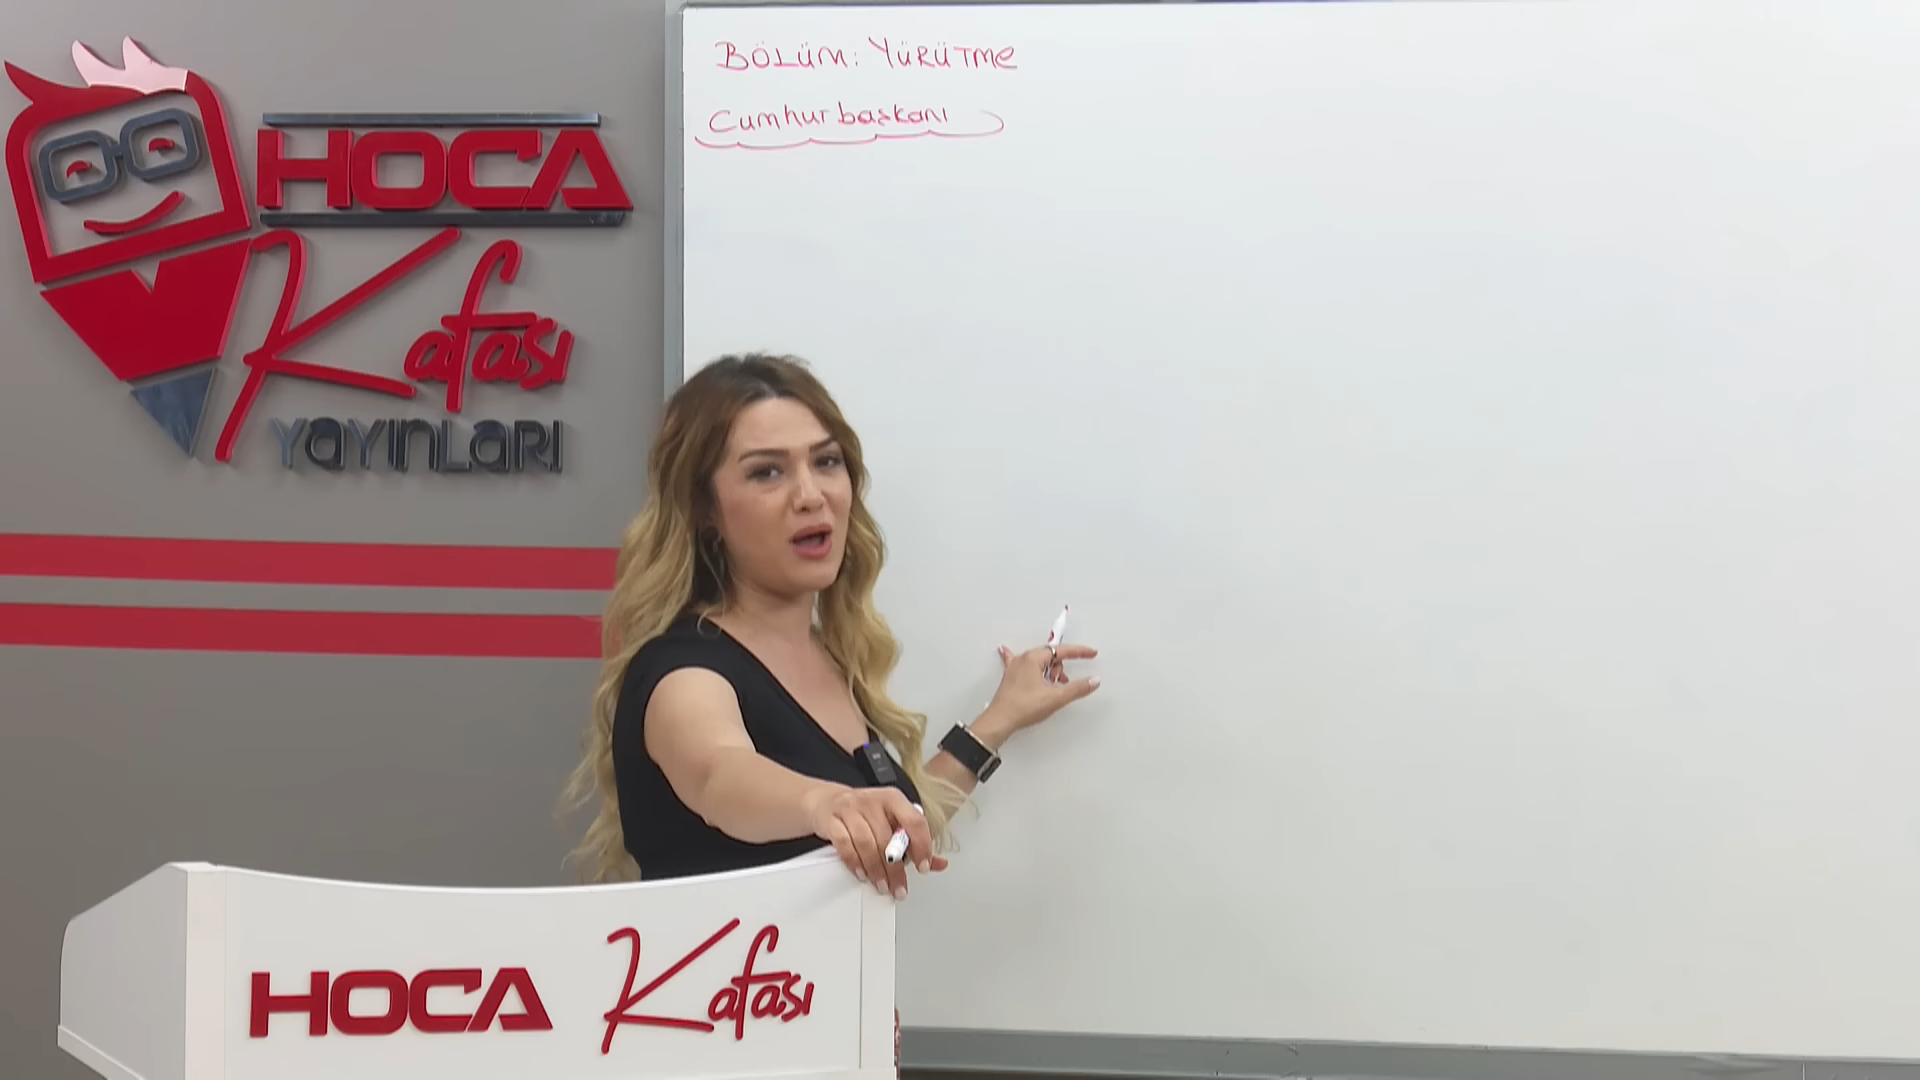 BÖLÜM: YÜRÜTME
Cumhurbaşkanı
HOCA
Kafası
YAYINLARI
HOCA Kafası